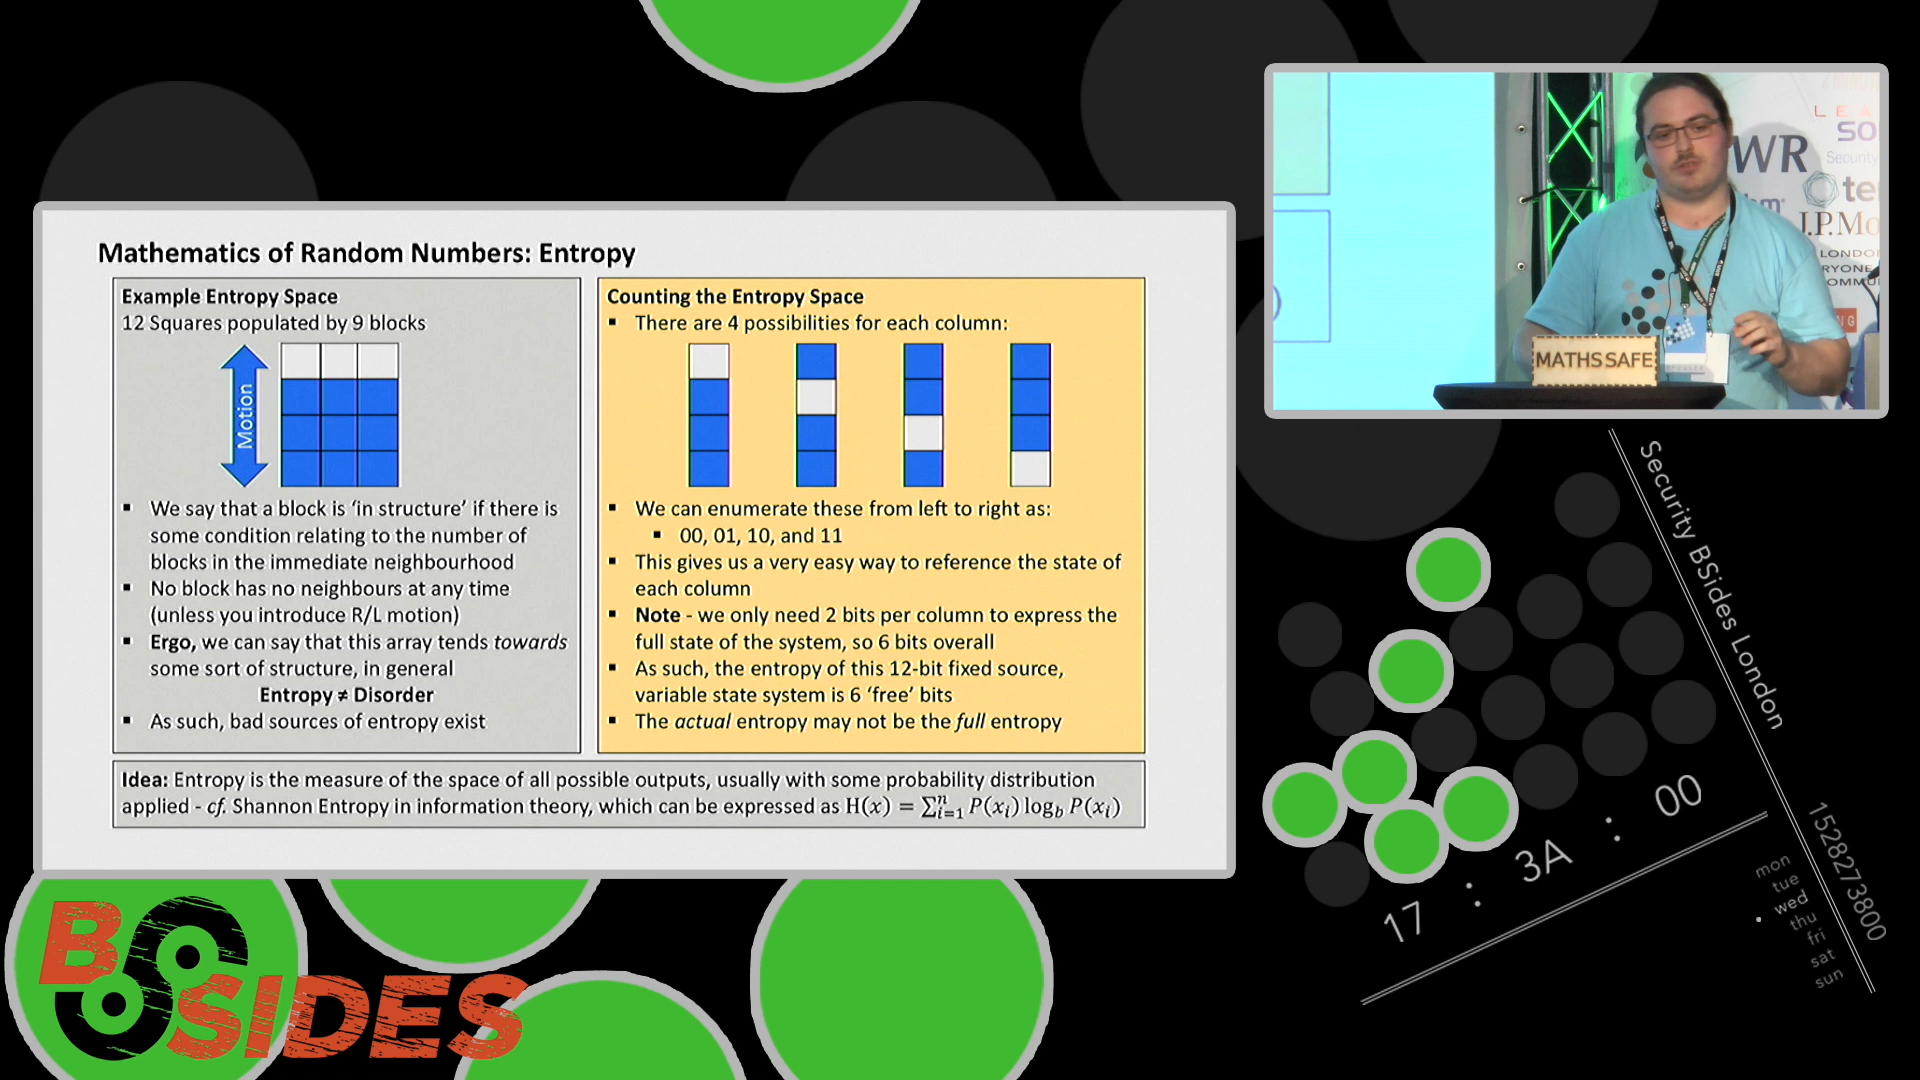 Mathematics of Random Numbers: Entropy
Example Entropy Space
12 Squares populated by 9 blocks
Motion
▪ We say that a block is ‘in structure’ if there is
some condition relating to the number of
blocks in the immediate neighbourhood
▪ No block has no neighbours at any time
(unless you introduce R/L motion)
▪ Ergo, we can say that this array tends towards
some sort of structure, in general
Entropy ≠ Disorder
▪ As such, bad sources of entropy exist
Counting the Entropy Space
▪ There are 4 possibilities for each column:
▪ We can enumerate these from left to right as:
▪ 00, 01, 10, and 11
▪ This gives us a very easy way to reference the state of
each column
▪ Note - we only need 2 bits per column to express the
full state of the system, so 6 bits overall
▪ As such, the entropy of this 12-bit fixed source,
variable state system is 6 ‘free’ bits
▪ The actual entropy may not be the full entropy
Idea: Entropy is the measure of the space of all possible outputs, usually with some probability distribution
applied - cf. Shannon Entropy in information theory, which can be expressed as H(x) = ∑ⁿᵢ₌₁ P(xᵢ) log_b P(xᵢ)
MATHS SAFE
WR
SO
Security
te
J.P.Mo
LONDO
RYONE
OMMU
Security BSides London
17 : 3A : 00
1528273800
mon
tue
wed
thu
fri
sat
sun
BSIDES